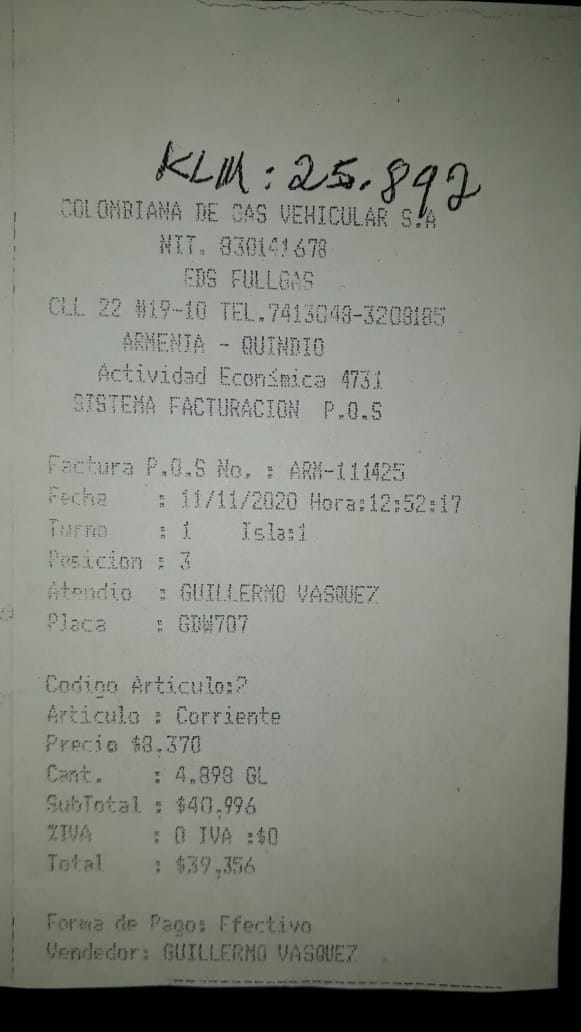 KLM: 25.892
COLOMBIANA DE GAS VEHICULAR S.A
NIT. 830141678
EDS FULLGAS
CLL 22 #19-10 TEL.7413048-3208185
ARMENIA - QUINDIO
Actividad Económica 4731
SISTEMA FACTURACION P.O.S
Factura P.O.S No. : ARM-111425
Fecha : 11/11/2020 Hora:12:52:17
Turno : 1 Isla:1
Posicion : 3
Atendio : GUILLERMO VASQUEZ
Placa : GDW707
Codigo Articulo:2
Articulo : Corriente
Precio $8,370
Cant. : 4.898 GL
SubTotal : $40,996
%IVA : 0 IVA :$0
Total : $39,356
Forma de Pago: Efectivo
Vendedor: GUILLERMO VASQUEZ